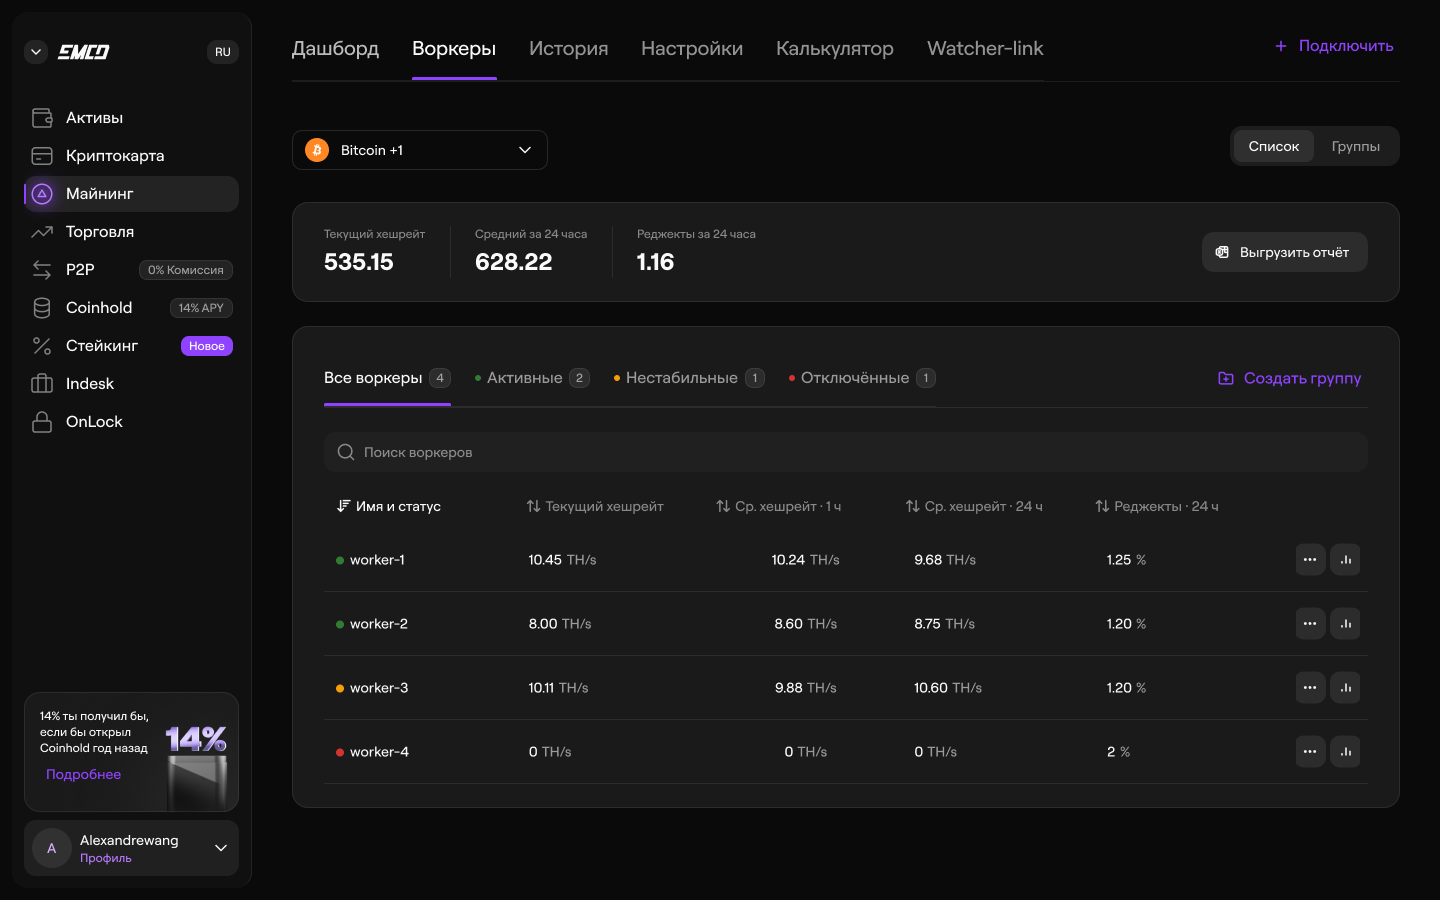 EMCD
RU
Активы
Криптокарта
Майнинг
Торговля
P2P
0% Комиссия
Coinhold
14% APY
Стейкинг
Новое
Indesk
OnLock
14% ты получил бы,
если бы открыл
Coinhold год назад
Подробнее
14%
A
Alexandrewang
Профиль
Дашборд Воркеры История Настройки Калькулятор Watcher-link
+ Подключить
Bitcoin +1
Список Группы
Текущий хешрейт Средний за 24 часа Реджекты за 24 часа
535.15 628.22 1.16
Выгрузить отчёт
Все воркеры 4 Активные 2 Нестабильные 1 Отключённые 1
Создать группу
Поиск воркеров
Имя и статус Текущий хешрейт Ср. хешрейт · 1 ч Ср. хешрейт · 24 ч Реджекты · 24 ч
worker-1 10.45 TH/s 10.24 TH/s 9.68 TH/s 1.25 %
worker-2 8.00 TH/s 8.60 TH/s 8.75 TH/s 1.20 %
worker-3 10.11 TH/s 9.88 TH/s 10.60 TH/s 1.20 %
worker-4 0 TH/s 0 TH/s 0 TH/s 2 %